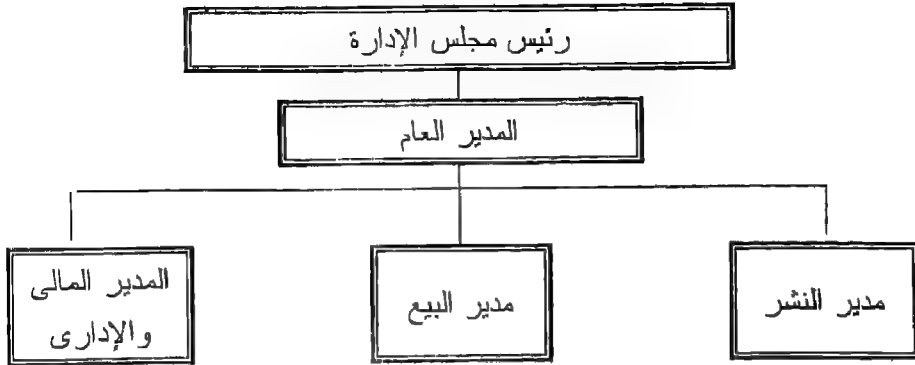 رئيس مجلس الإدارة
المدير العام
مدير النشر
مدير البيع
المدير المالى
والإدارى